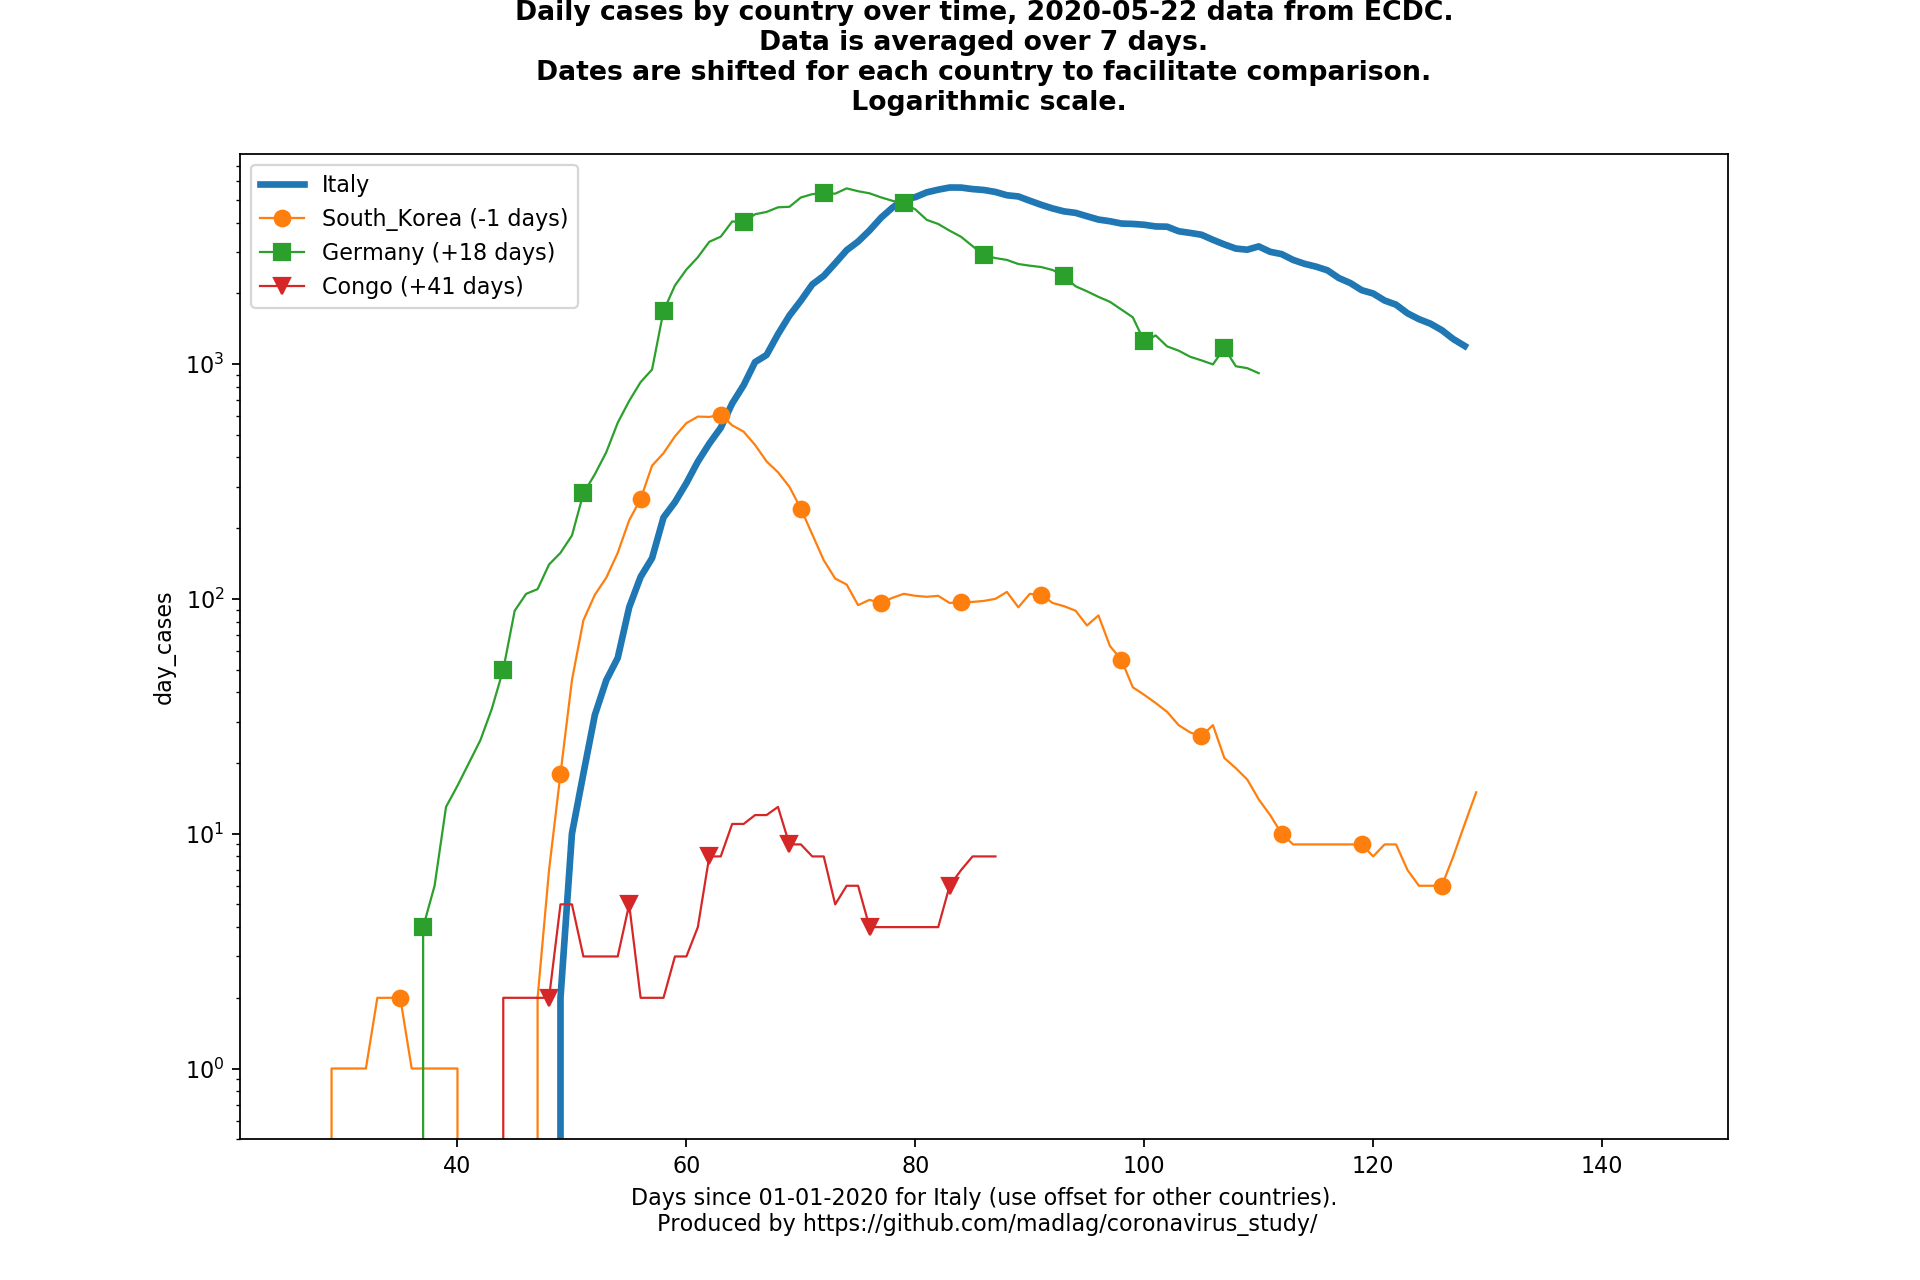 Daily cases by country over time, 2020-05-22 data from ECDC.
Data is averaged over 7 days.
Dates are shifted for each country to facilitate comparison.
Logarithmic scale.
Italy
South_Korea (-1 days)
Germany (+18 days)
Congo (+41 days)
10³
10²
10¹
10⁰
day_cases
40 60 80 100 120 140
Days since 01-01-2020 for Italy (use offset for other countries).
Produced by https://github.com/madlag/coronavirus_study/